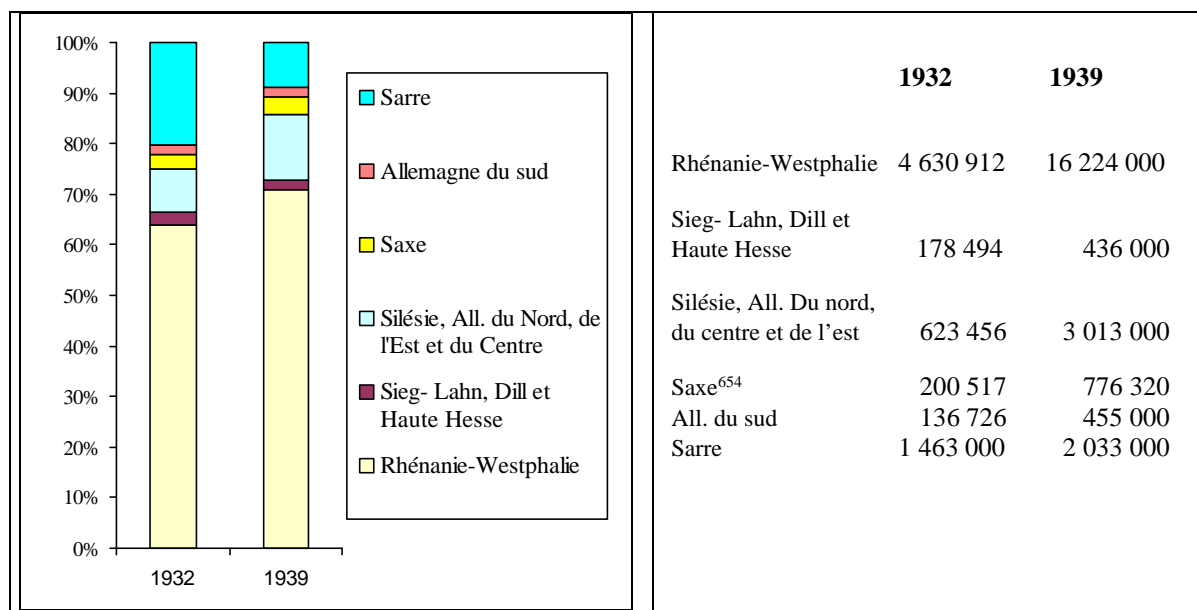 100%
90%
80%
70%
60%
50%
40%
30%
20%
10%
0%
1932 1939
Sarre
Allemagne du sud
Saxe
Silésie, All. du Nord, de
l'Est et du Centre
Sieg- Lahn, Dill et
Haute Hesse
Rhénanie-Westphalie
1932 1939
Rhénanie-Westphalie 4 630 912 16 224 000
Sieg- Lahn, Dill et
Haute Hesse 178 494 436 000
Silésie, All. Du nord,
du centre et de l’est 623 456 3 013 000
Saxe654 200 517 776 320
All. du sud 136 726 455 000
Sarre 1 463 000 2 033 000